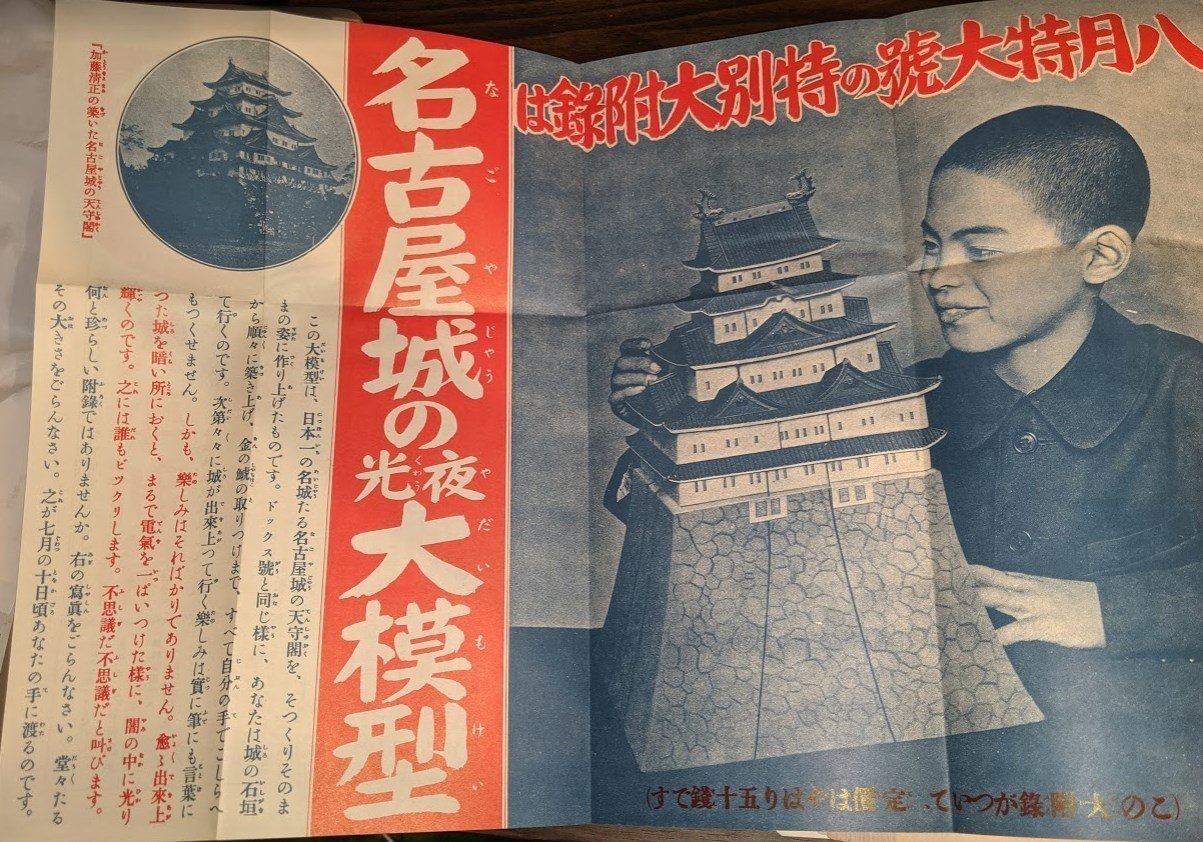 八月特大號の特別大附錄は
(この大附錄がついて、定價はやはり五十錢です)
名古屋城の夜光大模型
『加藤清正の築いた名古屋城の天守閣』
この大模型は、日本一の名城たる名古屋城の天守閣を、そつくりそのま
まの姿に作り上げたものです。ドックス號と同じ樣に、あなたは城の石垣
から順々に築き上げ、金の鯱の取りつけまで、すべて自分の手でこしらへ
て行くのです。次第々々に城が出來上つて行く樂しみは實に筆にも言葉に
もつくせません。しかも、樂しみはそればかりでありません。愈〻出來上
つた城を暗い所におくと、まるで電氣を一ぱいつけた樣に、闇の中に光り
輝くのです。之には誰もビックリします。不思議だ不思議だと叫びます。
何と珍らしい附錄ではありませんか。右の寫眞をごらんなさい。堂々たる
その大きさをごらんなさい。之が七月の十日頃あなたの手に渡るのです。